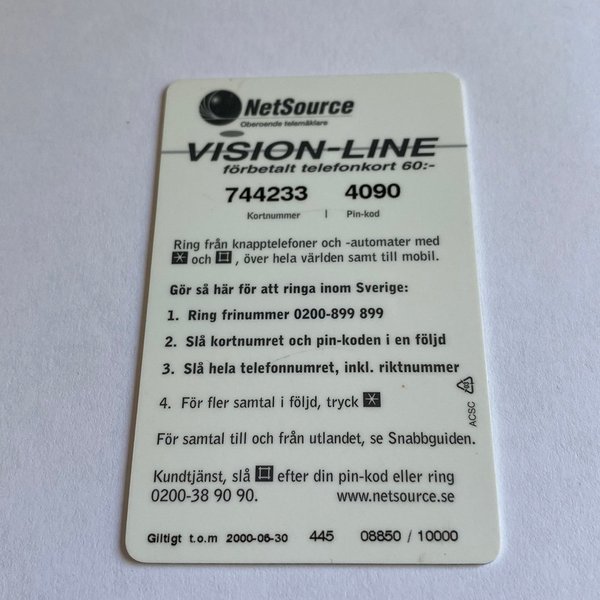 NetSource
Oberoende telemäklare
VISION-LINE
förbetalt telefonkort 60:-
744233 4090
Kortnummer | Pin-kod
Ring från knapptelefoner och -automater med
* och # , över hela världen samt till mobil.
Gör så här för att ringa inom Sverige:
1. Ring frinummer 0200-899 899
2. Slå kortnumret och pin-koden i en följd
3. Slå hela telefonnumret, inkl. riktnummer
4. För fler samtal i följd, tryck *
För samtal till och från utlandet, se Snabbguiden.
Kundtjänst, slå # efter din pin-kod eller ring
0200-38 90 90. www.netsource.se
Giltigt t.o.m 2000-06-30 445 08850 / 10000
ACSC